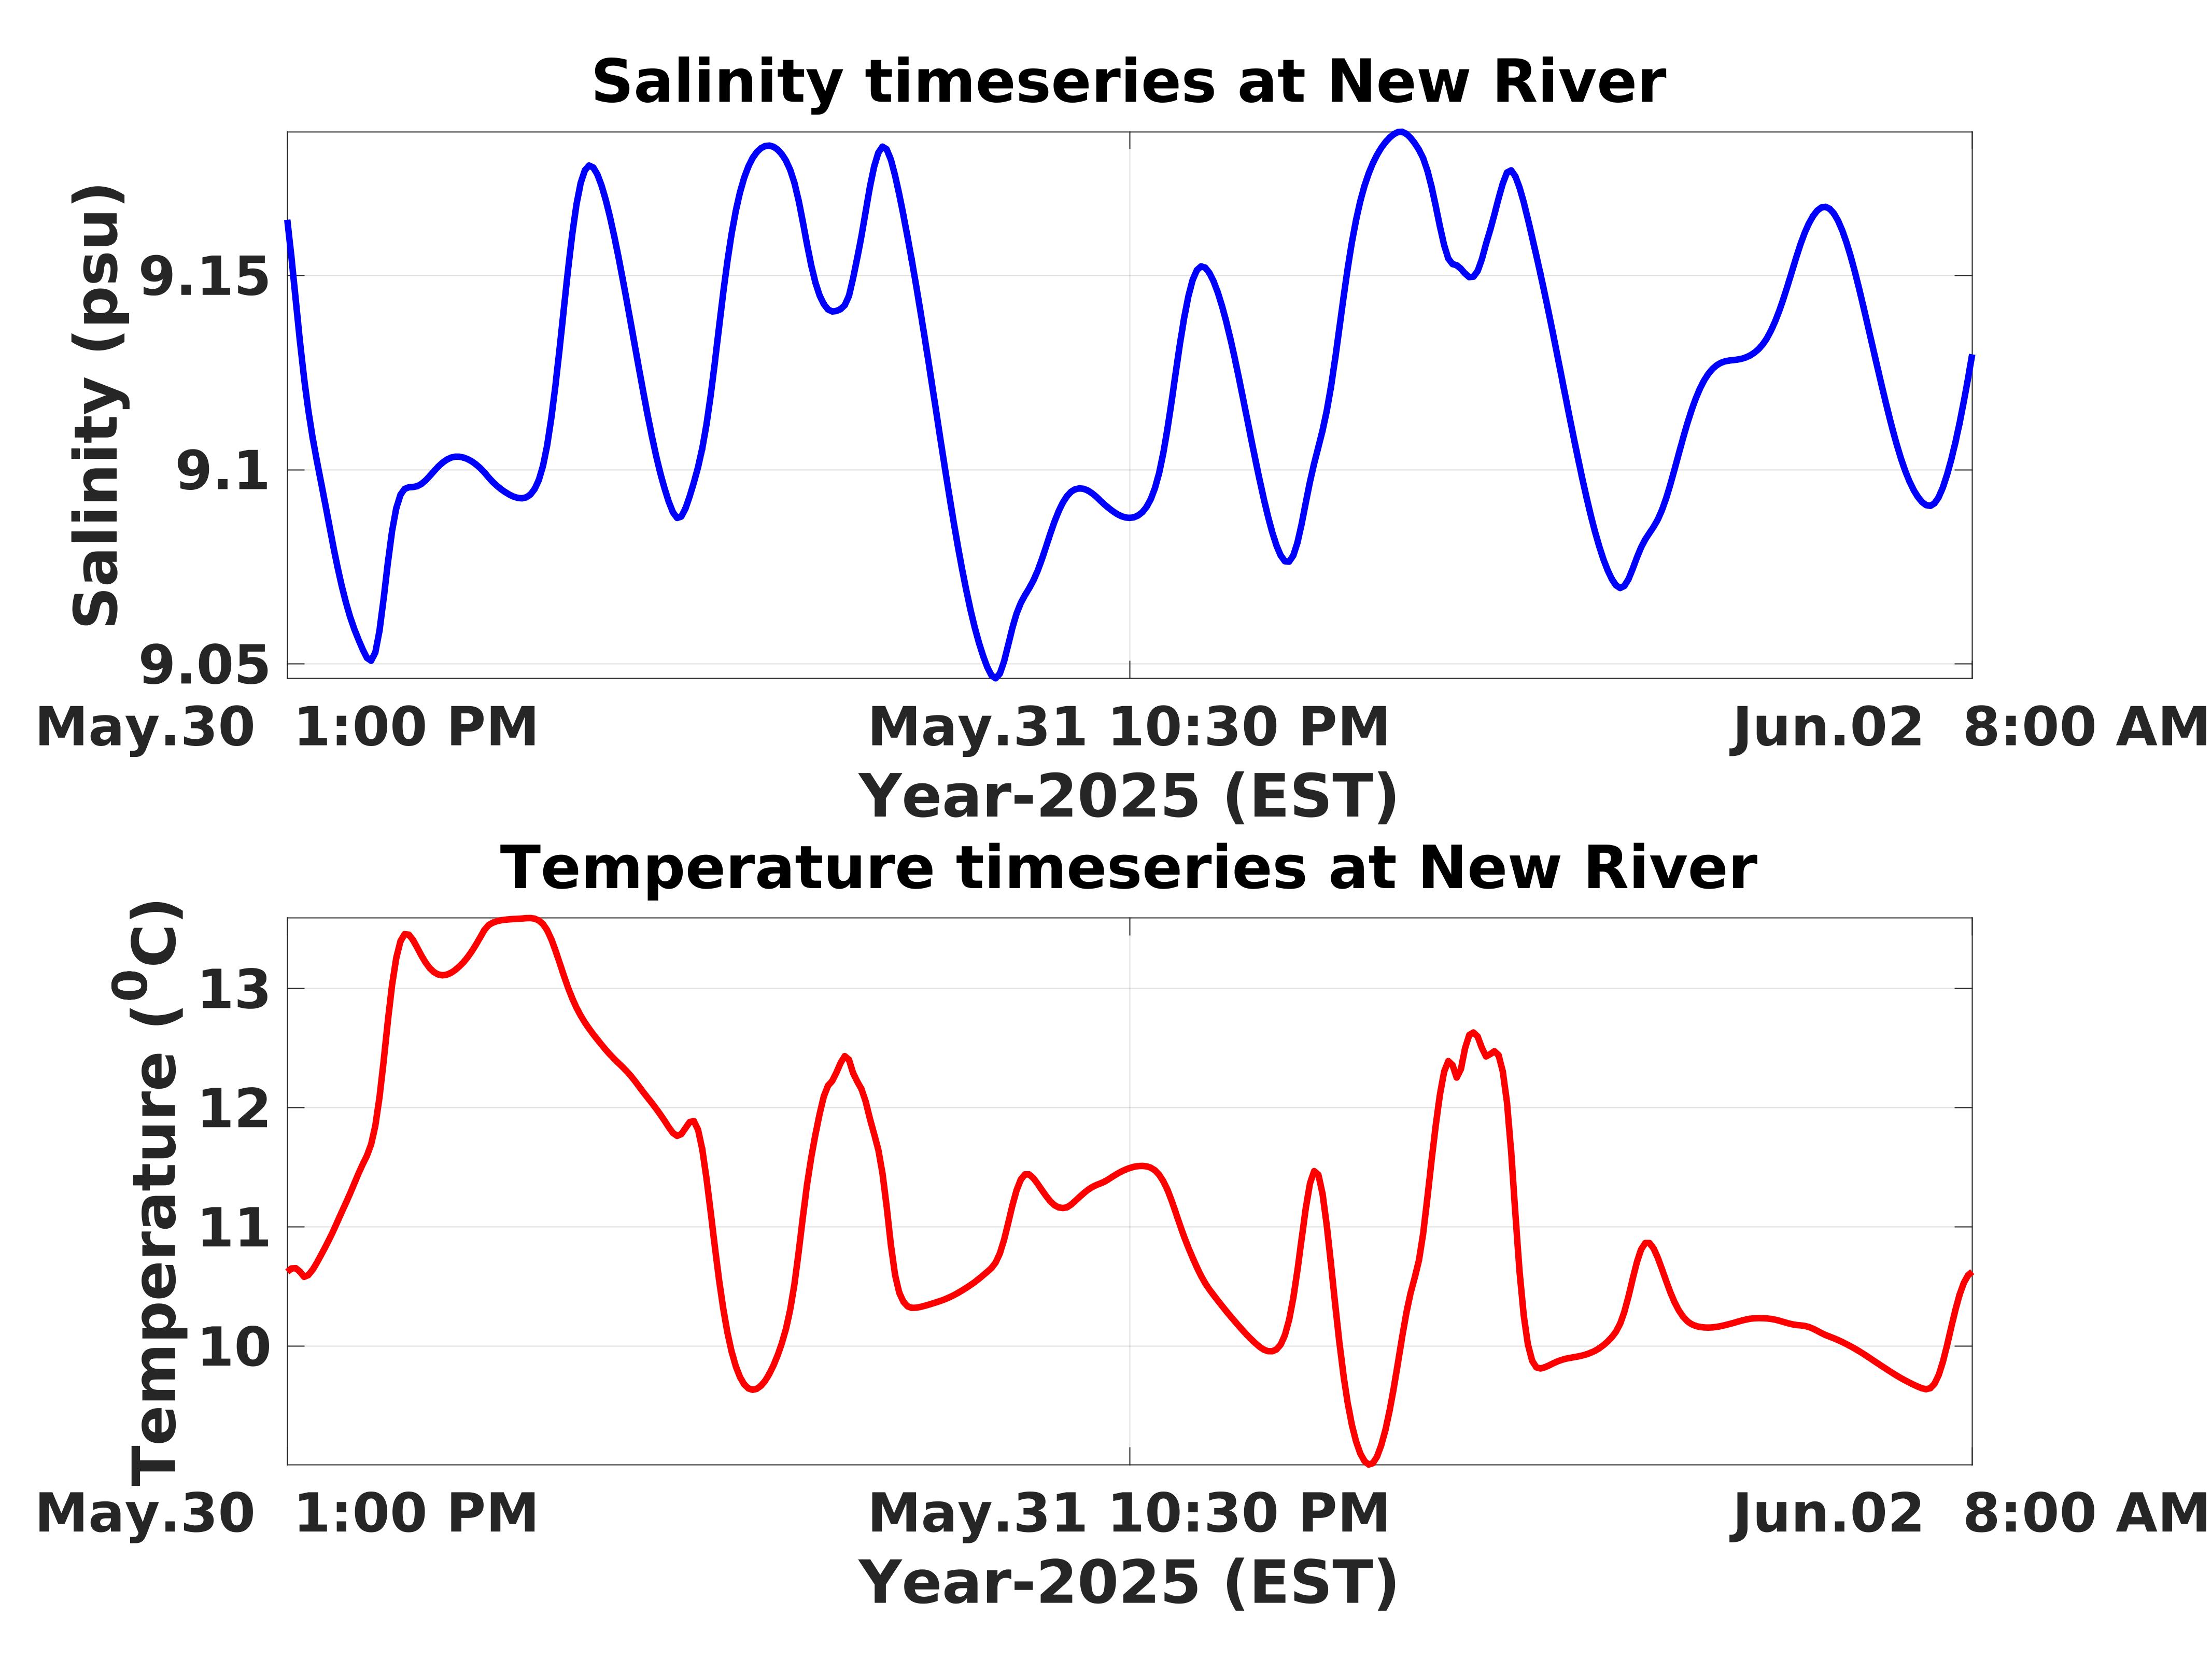 Salinity timeseries at New River
Salinity (psu)
9.15
9.1
9.05
May.30 1:00 PM May.31 10:30 PM Jun.02 8:00 AM
Year-2025 (EST)
Temperature timeseries at New River
Temperature (⁰C)
13
12
11
10
May.30 1:00 PM May.31 10:30 PM Jun.02 8:00 AM
Year-2025 (EST)